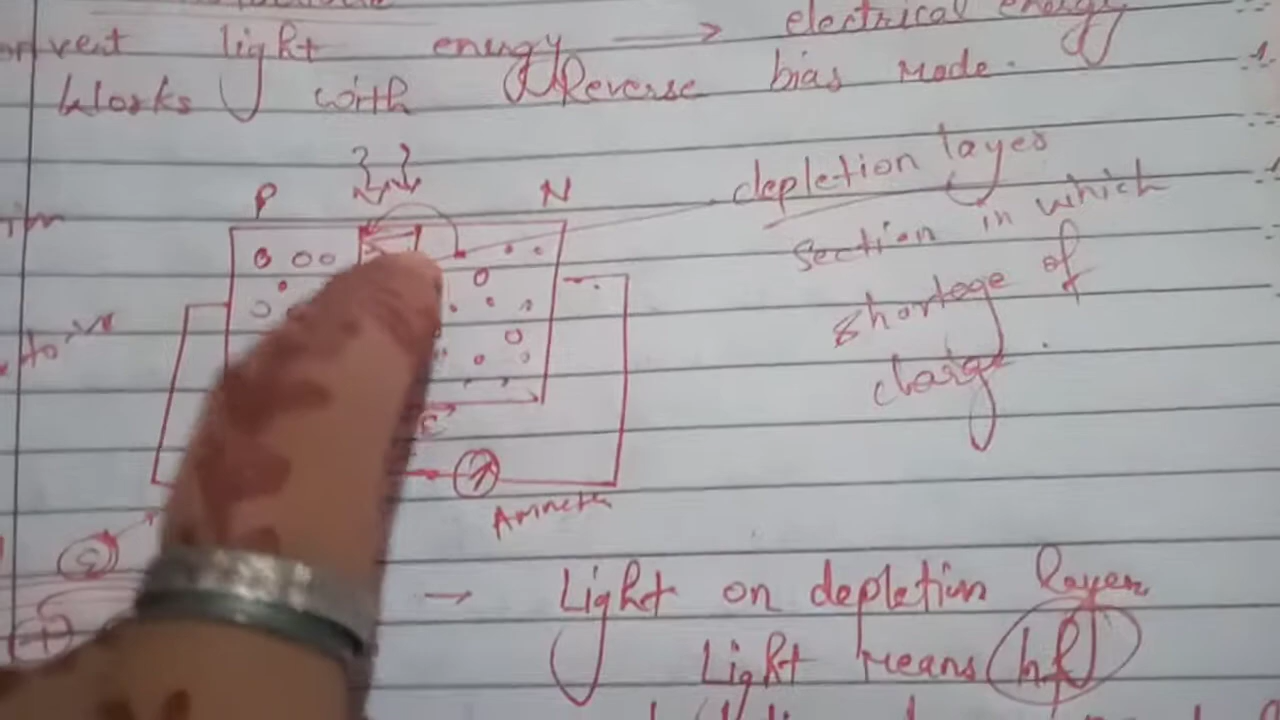 light energy → electrical energy
works with Reverse bias mode.
P N
depletion layer
section in which
shortage of
charge.
Ammeter
→ Light on depletion layer
Light means hf